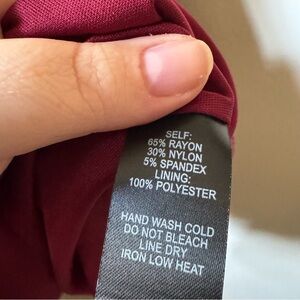 SELF:
65% RAYON
30% NYLON
5% SPANDEX
LINING:
100% POLYESTER
HAND WASH COLD
DO NOT BLEACH
LINE DRY
IRON LOW HEAT